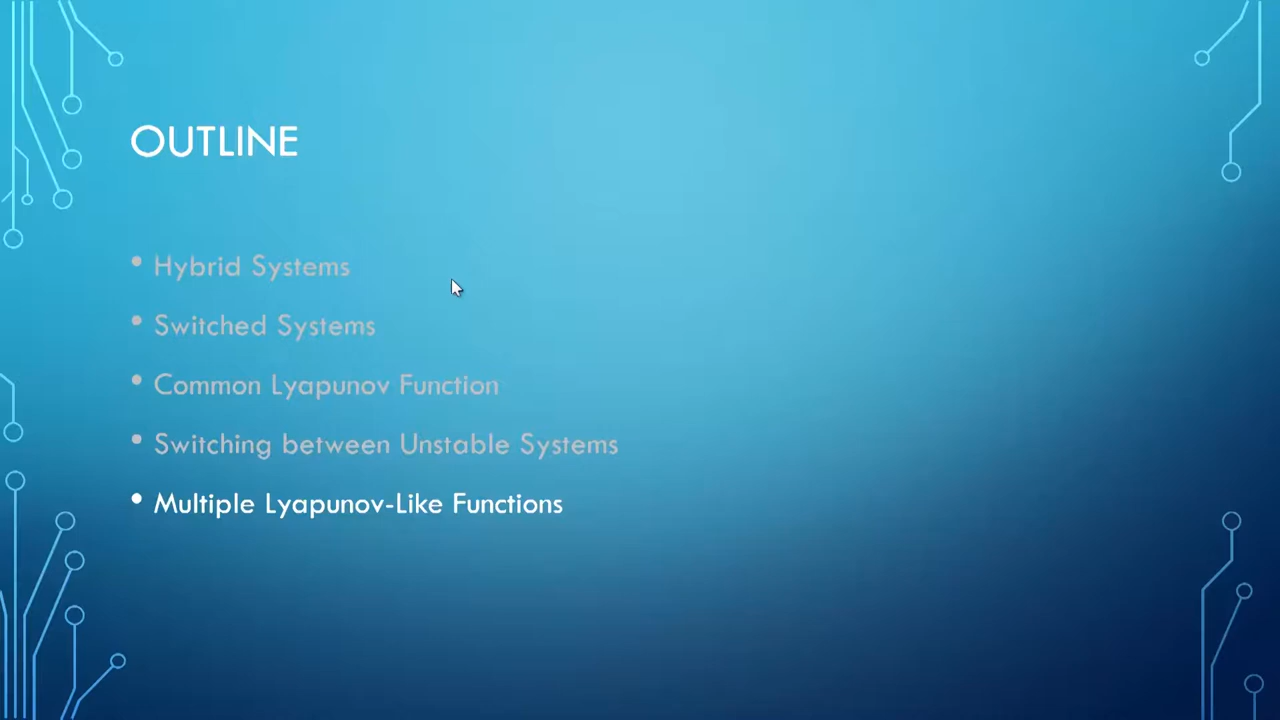 OUTLINE
• Hybrid Systems
• Switched Systems
• Common Lyapunov Function
• Switching between Unstable Systems
• Multiple Lyapunov-Like Functions